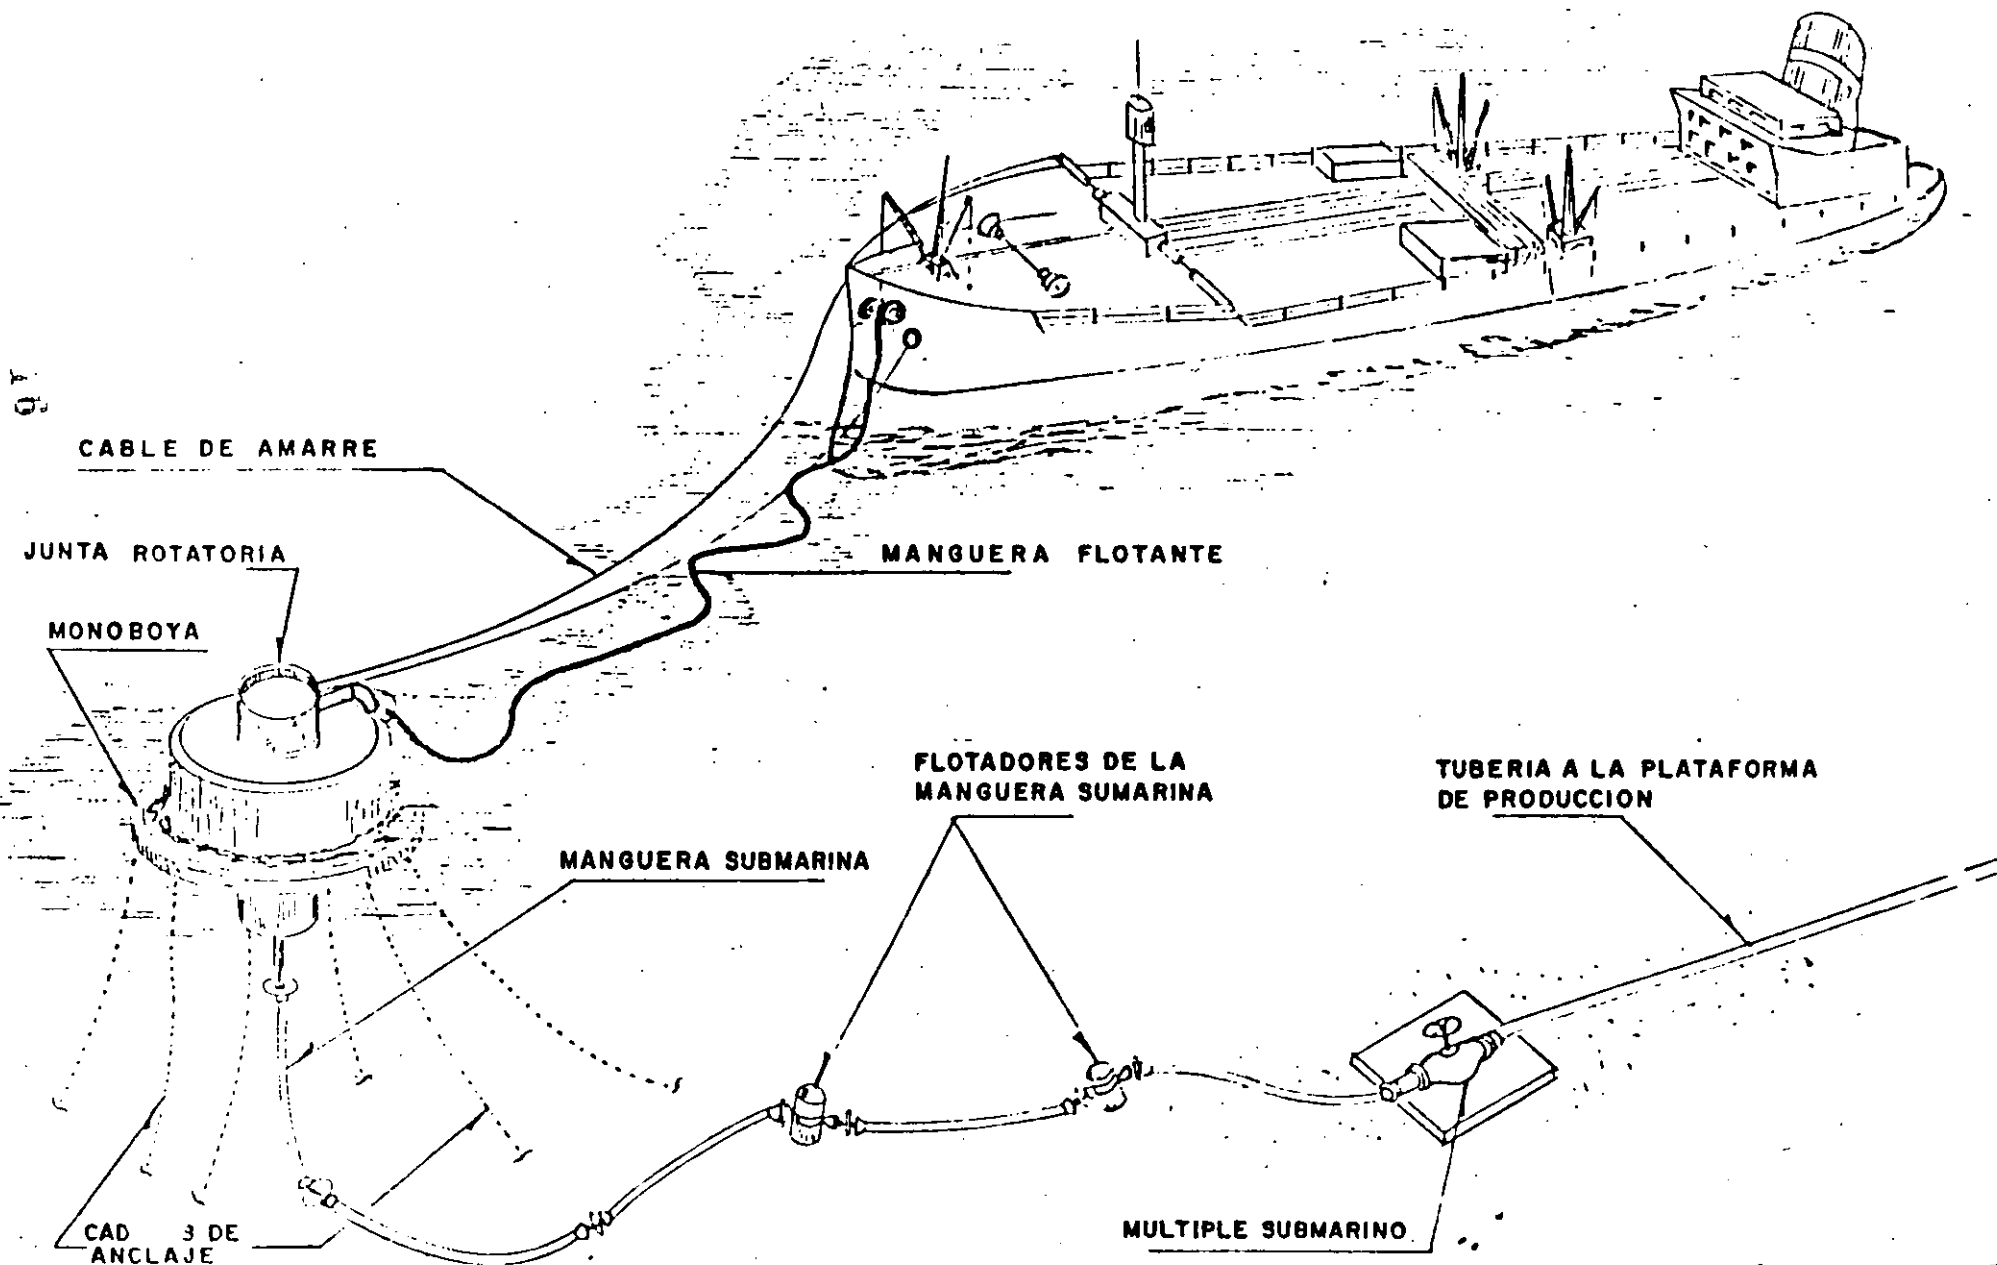 CABLE DE AMARRE
JUNTA ROTATORIA
MANGUERA FLOTANTE
MONOBOYA
FLOTADORES DE LA
MANGUERA SUMARINA
TUBERIA A LA PLATAFORMA
DE PRODUCCION
MANGUERA SUBMARINA
MULTIPLE SUBMARINO
DE
ANCLAJE